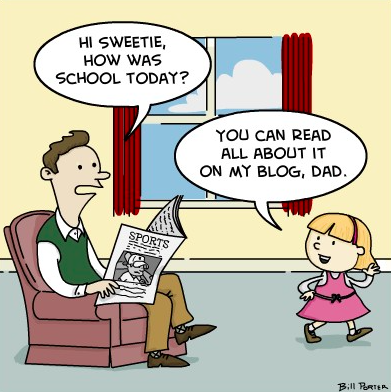 HI SWEETIE,
HOW WAS
SCHOOL TODAY?
YOU CAN READ
ALL ABOUT IT
ON MY BLOG, DAD.
SPORTS
Bill Porter